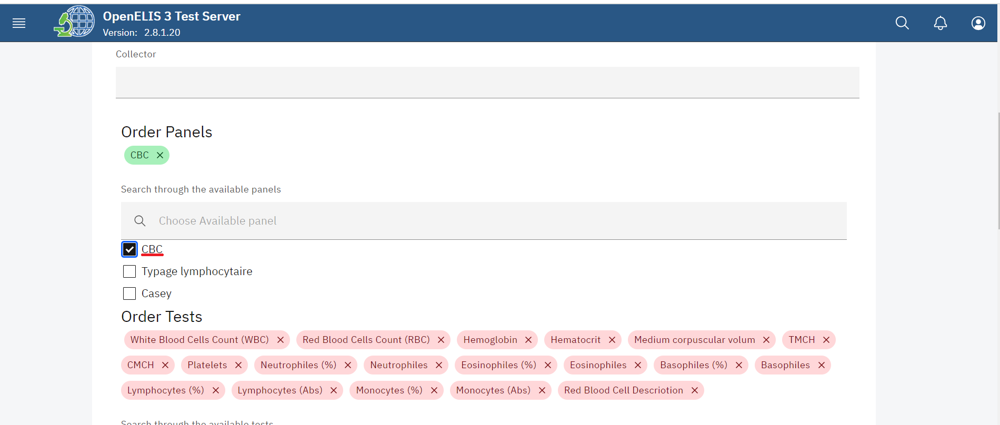 OpenELIS 3 Test Server
Version: 2.8.1.20
Collector
Order Panels
CBC
Search through the available panels
Choose Available panel
CBC
Typage lymphocytaire
Casey
Order Tests
White Blood Cells Count (WBC) Red Blood Cells Count (RBC) Hemoglobin Hematocrit Medium corpuscular volum TMCH
CMCH Platelets Neutrophiles (%) Neutrophiles Eosinophiles (%) Eosinophiles Basophiles (%) Basophiles
Lymphocytes (%) Lymphocytes (Abs) Monocytes (%) Monocytes (Abs) Red Blood Cell Descriotion
Search through the available tests